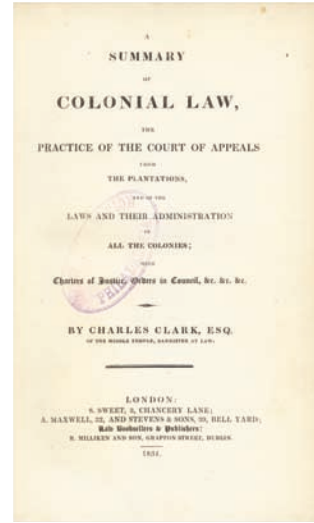 A
SUMMARY
OF
COLONIAL LAW,
THE
PRACTICE OF THE COURT OF APPEALS
FROM
THE PLANTATIONS,
AND OF THE
LAWS AND THEIR ADMINISTRATION
IN
ALL THE COLONIES;
WITH
Charters of Justice, Orders in Council, &c. &c. &c.
BY CHARLES CLARK, ESQ.
OF THE MIDDLE TEMPLE, BARRISTER AT LAW.
LONDON:
S. SWEET, 3, CHANCERY LANE;
A. MAXWELL, 32, AND STEVENS & SONS, 39, BELL YARD;
Law Booksellers & Publishers:
R. MILLIKEN AND SON, GRAFTON STREET, DUBLIN.
1834.